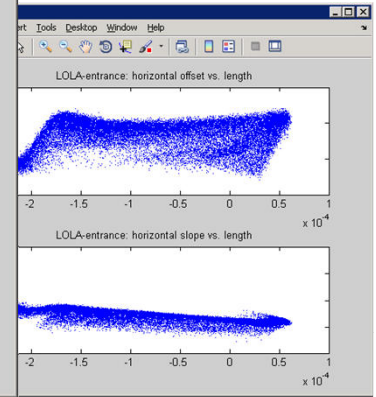 rt Tools Desktop Window Help
LOLA-entrance: horizontal offset vs. length
-2 -1.5 -1 -0.5 0 0.5 1
x 10-4
LOLA-entrance: horizontal slope vs. length
-2 -1.5 -1 -0.5 0 0.5 1
x 10-4